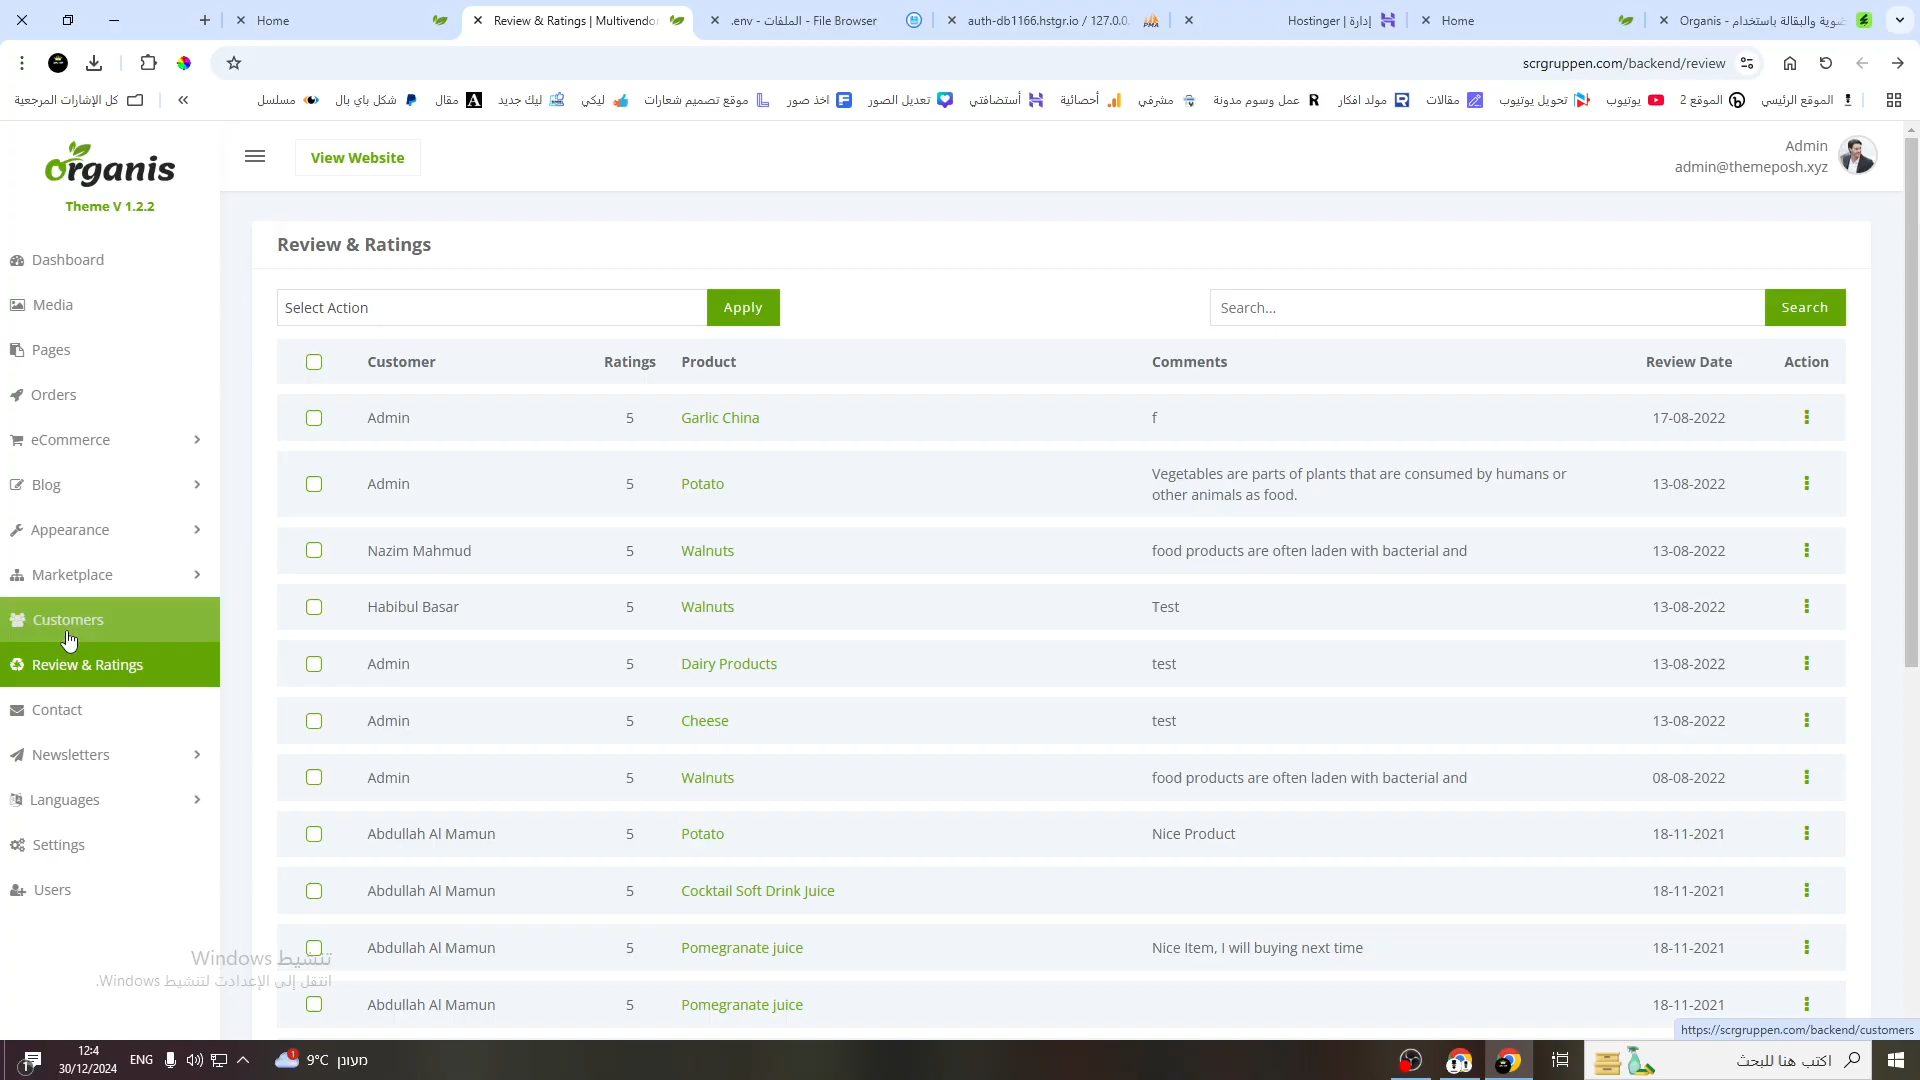 Home
Review & Ratings | Multivendor
.env - الملفات - File Browser
auth-db1166.hstgr.io / 127.0.0.
إدارة | Hostinger
Home
Organis - ضوية والبقالة باستخدام
scrgruppen.com/backend/review
كل الإشارات المرجعية
مسلسل
شكل باي بال
مقال
ليك جديد
ليكي
موقع تصميم شعارات
اخذ صور
تعديل الصور
أستضافتي
أحصائية
مشرفي
عمل وسوم مدونة
مولد افكار
مقالات
تحويل يوتيوب
يوتيوب
الموقع 2
الموقع الرئيسي
Organis
Theme V 1.2.2
View Website
Admin
admin@themeposh.xyz
Dashboard
Media
Pages
Orders
eCommerce
Blog
Appearance
Marketplace
Customers
Review & Ratings
Contact
Newsletters
Languages
Settings
Users
Review & Ratings
Select Action Apply Search... Search
Customer Ratings Product Comments Review Date Action
Admin 5 Garlic China f 17-08-2022
Admin 5 Potato Vegetables are parts of plants that are consumed by humans or
other animals as food. 13-08-2022
Nazim Mahmud 5 Walnuts food products are often laden with bacterial and 13-08-2022
Habibul Basar 5 Walnuts Test 13-08-2022
Admin 5 Dairy Products test 13-08-2022
Admin 5 Cheese test 13-08-2022
Admin 5 Walnuts food products are often laden with bacterial and 08-08-2022
Abdullah Al Mamun 5 Potato Nice Product 18-11-2021
Abdullah Al Mamun 5 Cocktail Soft Drink Juice 18-11-2021
Abdullah Al Mamun 5 Pomegranate juice Nice Item, I will buying next time 18-11-2021
Abdullah Al Mamun 5 Pomegranate juice 18-11-2021
تنشيط Windows
انتقل إلى الإعدادت لتنشيط Windows.
https://scrgruppen.com/backend/customers
1
12:4
30/12/2024
ENG
1
9°C מעונן
اكتب هنا للبحث